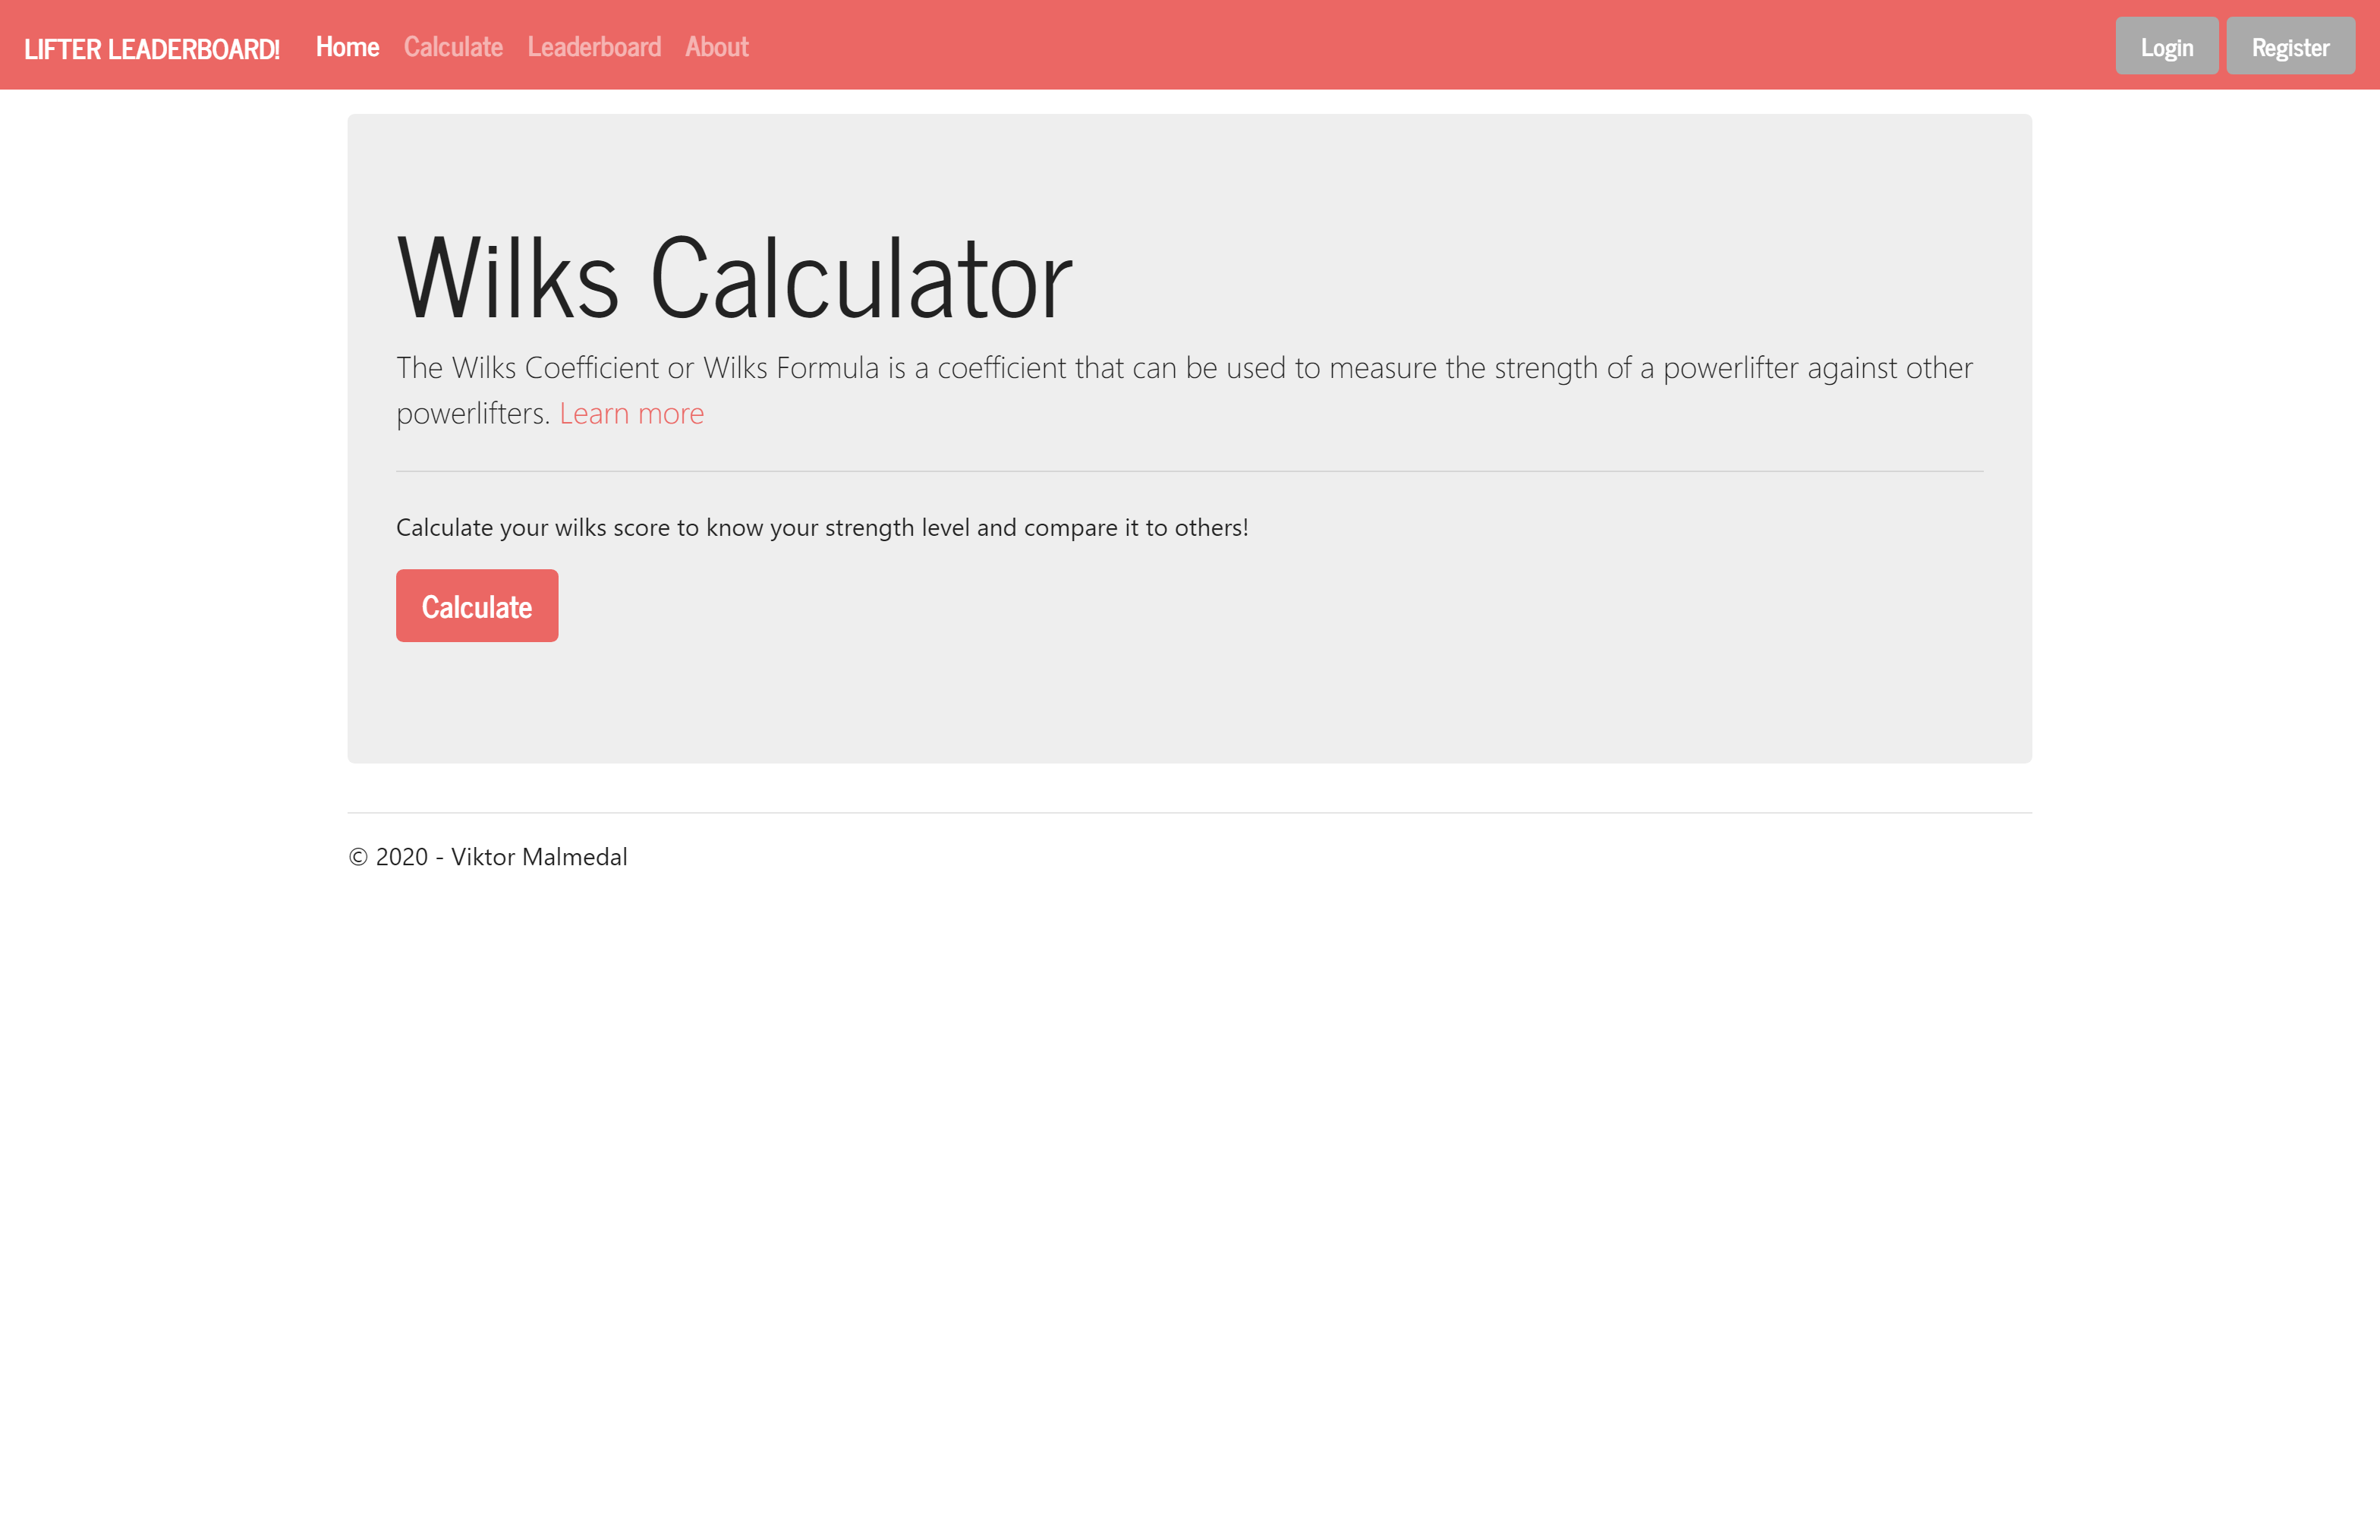 LIFTER LEADERBOARD! Home Calculate Leaderboard About Login Register
Wilks Calculator
The Wilks Coefficient or Wilks Formula is a coefficient that can be used to measure the strength of a powerlifter against other
powerlifters. Learn more
Calculate your wilks score to know your strength level and compare it to others!
Calculate
© 2020 - Viktor Malmedal